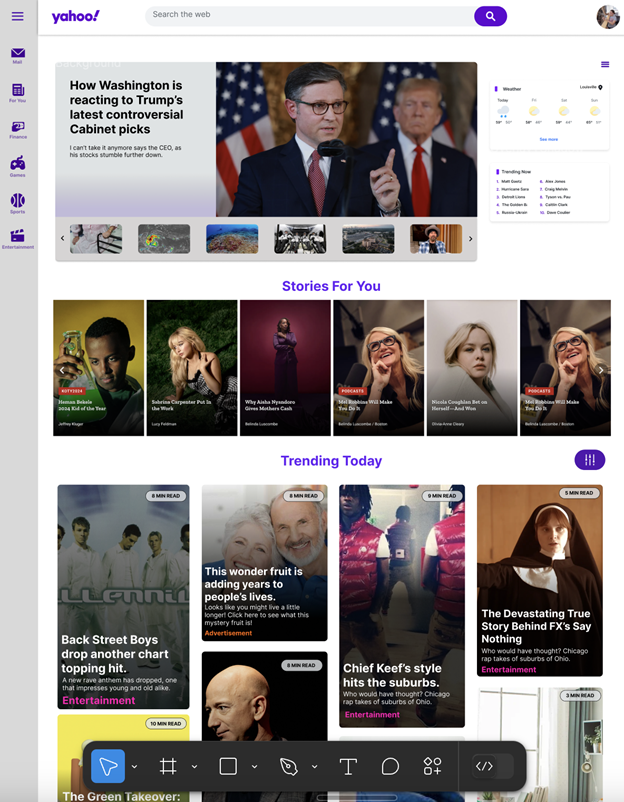 yahoo!
Search the web
Mail
For You
Finance
Games
Sports
Entertainment
Background
How Washington is
reacting to Trump's
latest controversial
Cabinet picks
I can't take it anymore says the CEO, as
his stocks stumble further down.
Weather
Louisville
Today
Fri
Sat
Sun
See more
Trending Now
1. Matt Gaetz
2. Hurricane Sara
3. Detroit Lions
4. The Golden B
5. Russia-Ukrain
6. Alex Jones
7. Craig Melvin
8. Tyson vs. Pau
9. Caitlin Clark
10. Dave Coulier
Stories For You
KOTY2024
Heman Bekele
2024 Kid of the Year
Jeffrey Kluger
Sabrina Carpenter Put In
the Work
Lucy Feldman
Why Aisha Nyandoro
Gives Mothers Cash
Belinda Luscombe
PODCASTS
Mel Robbins Will Make
You Do It
Belinda Luscombe / Boston
Nicola Coughlan Bet on
Herself—And Won
Olivia-Anne Cleary
PODCASTS
Mel Robbins Will Make
You Do It
Belinda Luscombe / Boston
Trending Today
8 MIN READ
Back Street Boys
drop another chart
topping hit.
A new rave anthem has dropped, one
that impresses young and old alike.
Entertainment
8 MIN READ
This wonder fruit is
adding years to
people's lives.
Looks like you might live a little
longer! Click here to see what this
mystery fruit is!
Advertisement
9 MIN READ
Chief Keef's style
hits the suburbs.
Who would have thought? Chicago
rap takes of suburbs of Ohio.
Entertainment
5 MIN READ
The Devastating True
Story Behind FX's Say
Nothing
Who would have thought? Chicago
rap takes of suburbs of Ohio.
Entertainment
10 MIN READ
The Green Takeover:
8 MIN READ
3 MIN READ